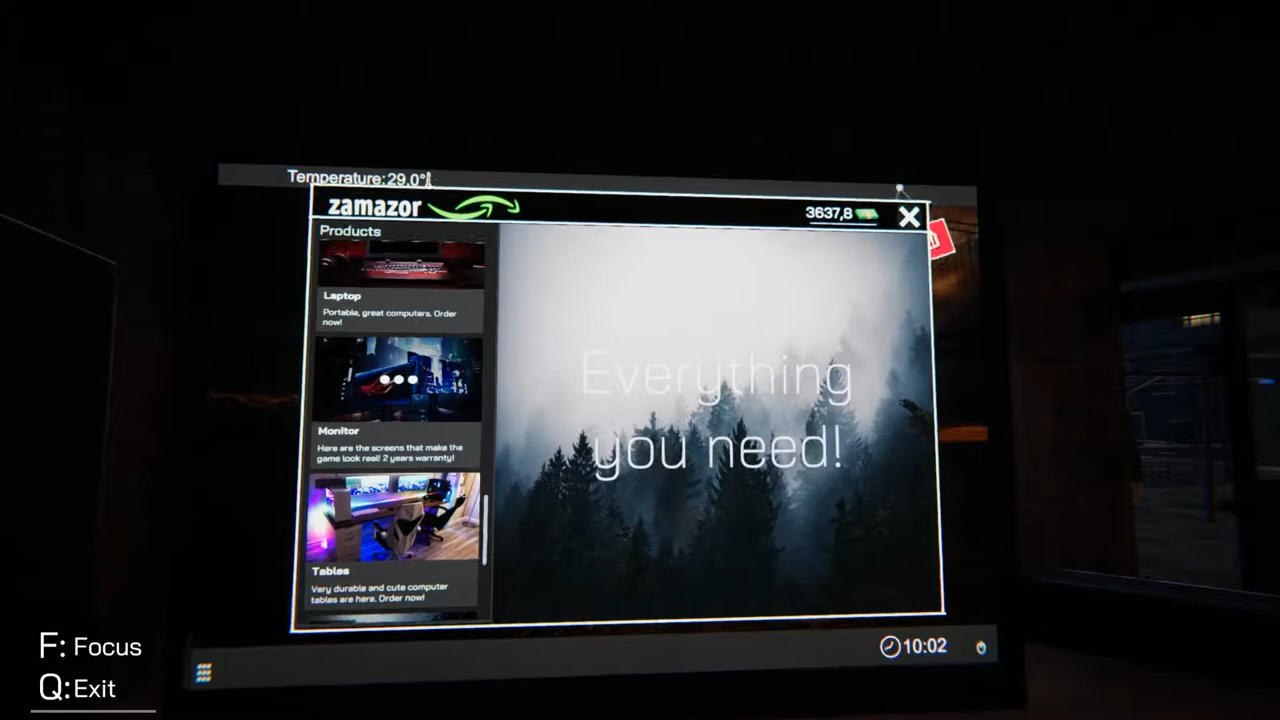 Temperature:29.0°
zamazor
3637,8
Products
Laptop
Portable, great computers. Order
now!
Monitor
Here are the screens that make the
game look real! 2 years warranty!
Tables
Very durable and cute computer
tables are here. Order now!
Everything
you need!
10:02
F: Focus
Q: Exit